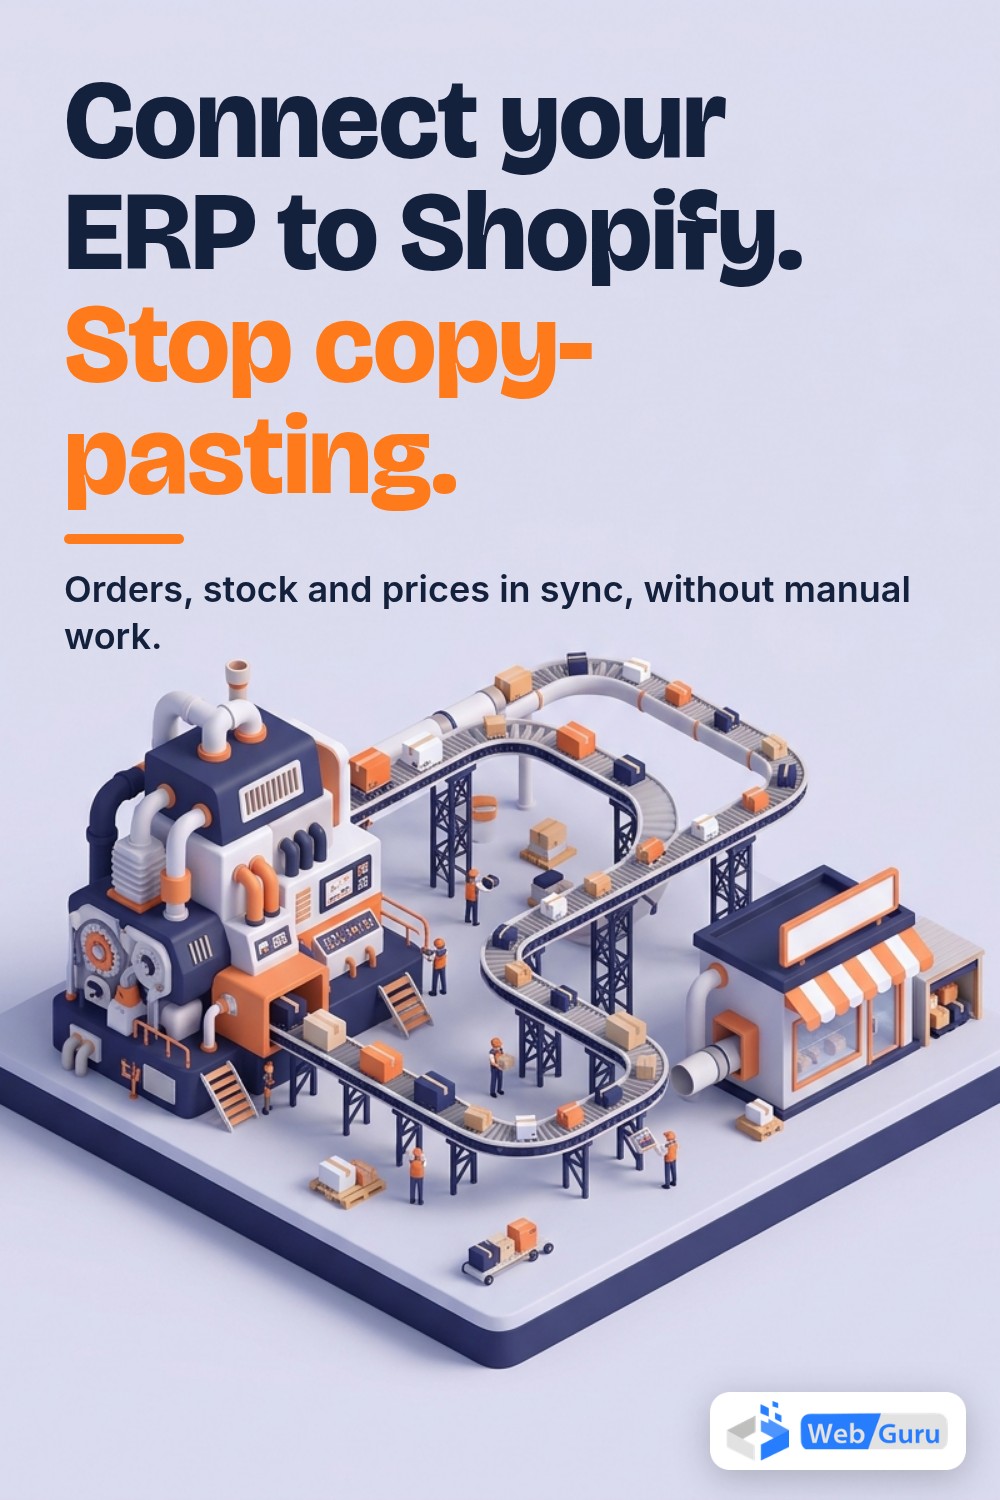 Connect your
ERP to Shopify.
Stop copy-
pasting.
Orders, stock and prices in sync, without manual
work.
Web Guru